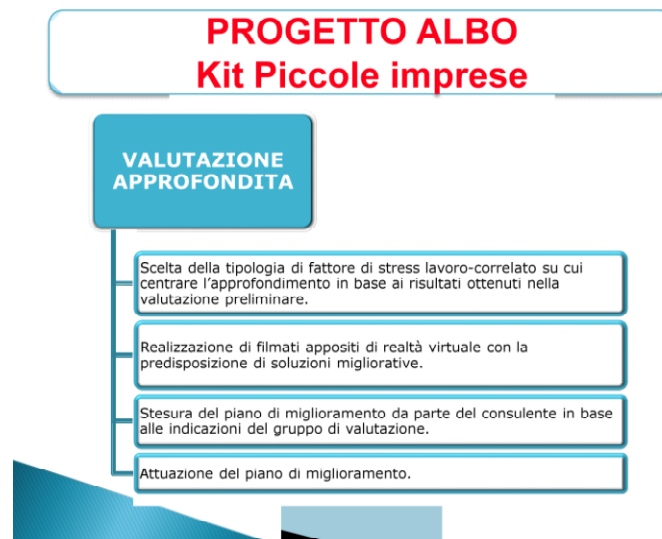 PROGETTO ALBO
Kit Piccole imprese
VALUTAZIONE
APPROFONDITA
Scelta della tipologia di fattore di stress lavoro-correlato su cui
centrare l'approfondimento in base ai risultati ottenuti nella
valutazione preliminare.
Realizzazione di filmati appositi di realtà virtuale con la
predisposizione di soluzioni migliorative.
Stesura del piano di miglioramento da parte del consulente in base
alle indicazioni del gruppo di valutazione.
Attuazione del piano di miglioramento.